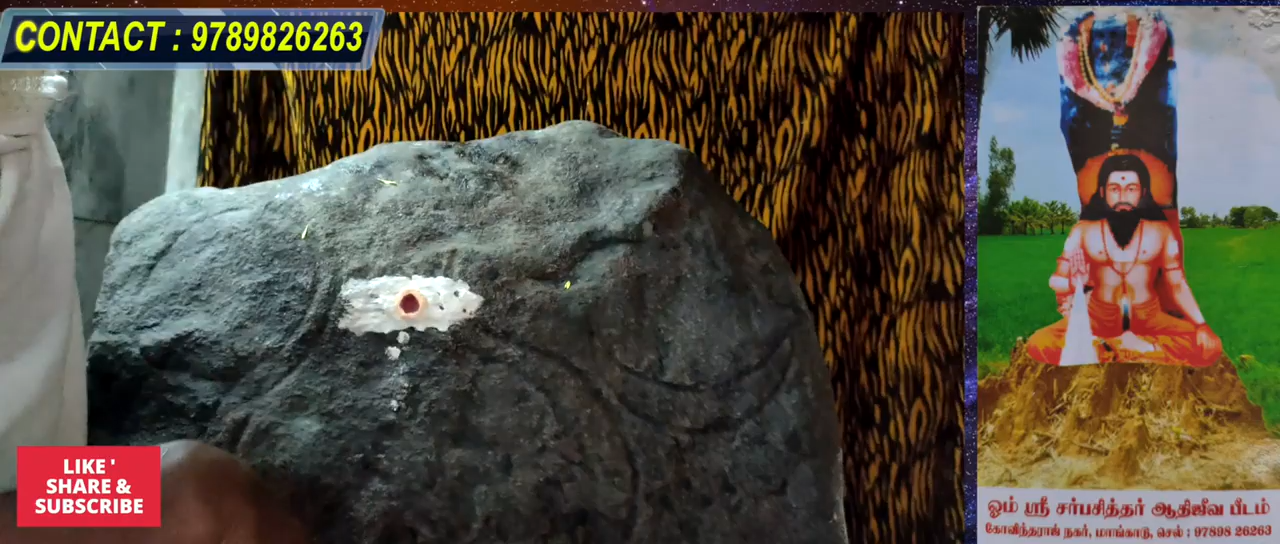 CONTACT : 9789826263
LIKE '
SHARE &
SUBSCRIBE
ஓம் ஸ்ரீ சர்பசித்தர் ஆதிஜீவ பீடம்
கோவிந்தராஜ் நகர், மாங்காடு, செல் : 97898 26263